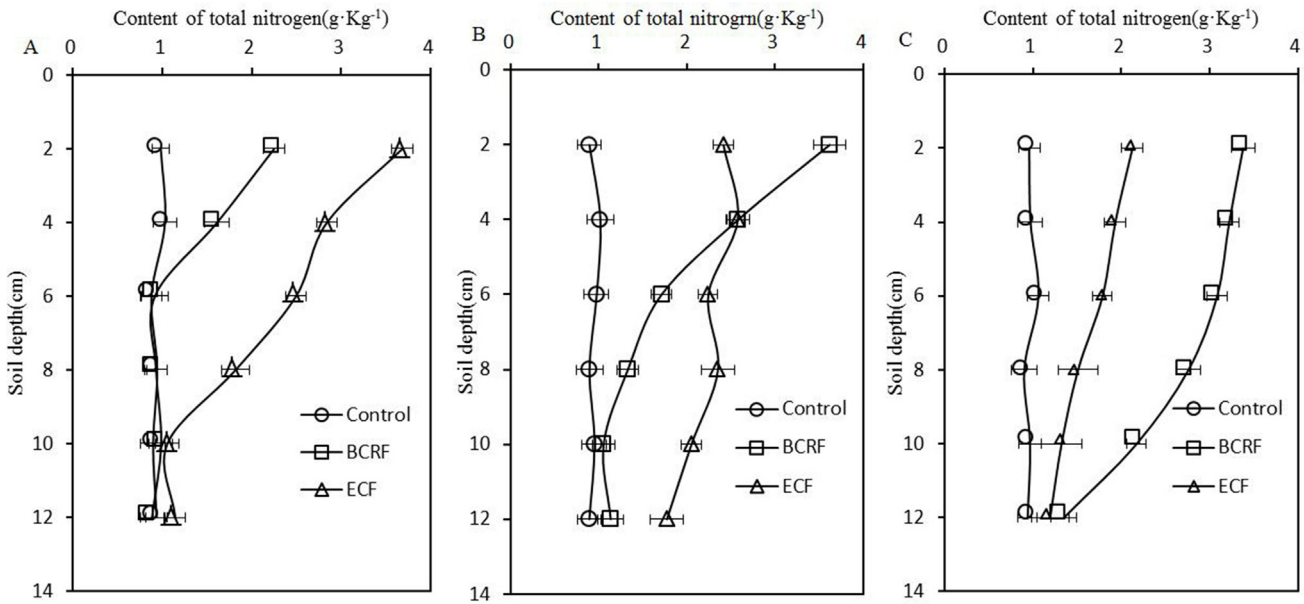 Content of total nitrogen(g·Kg-1)
A
0 1 2 3 4
0
2
4
6
8
10
12
14
Soil depth(cm)
Control
BCRF
ECF
Content of total nitrogrn(g·Kg-1)
B
0 1 2 3 4
0
2
4
6
8
10
12
14
Soil depth(cm)
Control
BCRF
ECF
Content of total nitrogen(g·Kg-1)
C
0 1 2 3 4
0
2
4
6
8
10
12
14
Soil depth(cm)
Control
BCRF
ECF